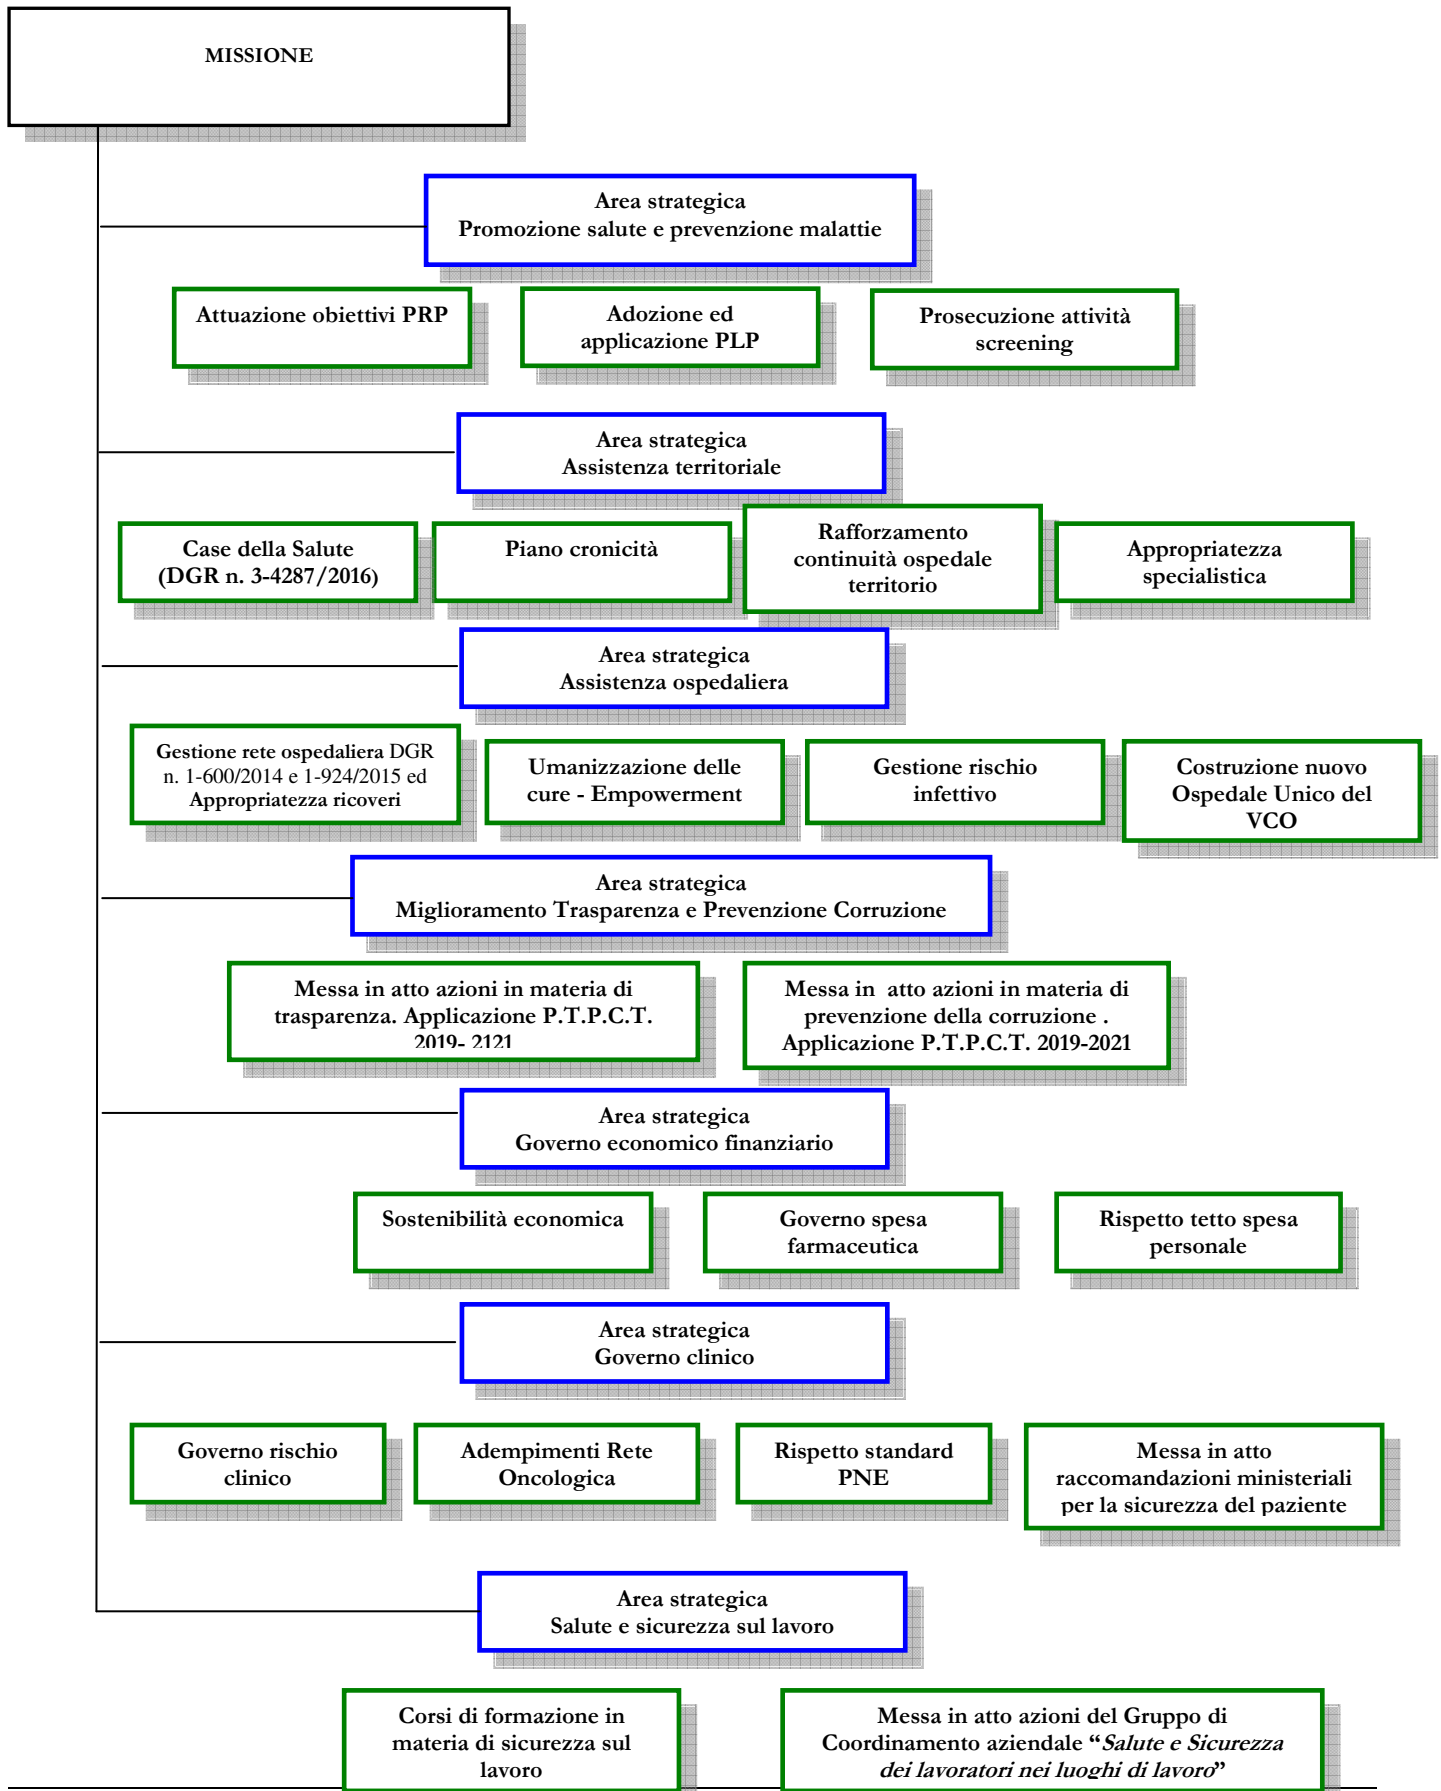 MISSIONE
Area strategica
Promozione salute e prevenzione malattie
Attuazione obiettivi PRP
Adozione ed
applicazione PLP
Prosecuzione attività
screening
Area strategica
Assistenza territoriale
Case della Salute
(DGR n. 3-4287/2016)
Piano cronicità
Rafforzamento
continuità ospedale
territorio
Appropriatezza
specialistica
Area strategica
Assistenza ospedaliera
Gestione rete ospedaliera DGR
n. 1-600/2014 e 1-924/2015 ed
Appropriatezza ricoveri
Umanizzazione delle
cure - Empowerment
Gestione rischio
infettivo
Costruzione nuovo
Ospedale Unico del
VCO
Area strategica
Miglioramento Trasparenza e Prevenzione Corruzione
Messa in atto azioni in materia di
trasparenza. Applicazione P.T.P.C.T.
2019- 2121
Messa in  atto azioni in materia di
prevenzione della corruzione .
Applicazione P.T.P.C.T. 2019-2021
Area strategica
Governo economico finanziario
Sostenibilità economica
Governo spesa
farmaceutica
Rispetto tetto spesa
personale
Area strategica
Governo clinico
Governo rischio
clinico
Adempimenti Rete
Oncologica
Rispetto standard
PNE
Messa in atto
raccomandazioni ministeriali
per la sicurezza del paziente
Area strategica
Salute e sicurezza sul lavoro
Corsi di formazione in
materia di sicurezza sul
lavoro
Messa in atto azioni del Gruppo di
Coordinamento aziendale “Salute e Sicurezza
dei lavoratori nei luoghi di lavoro”